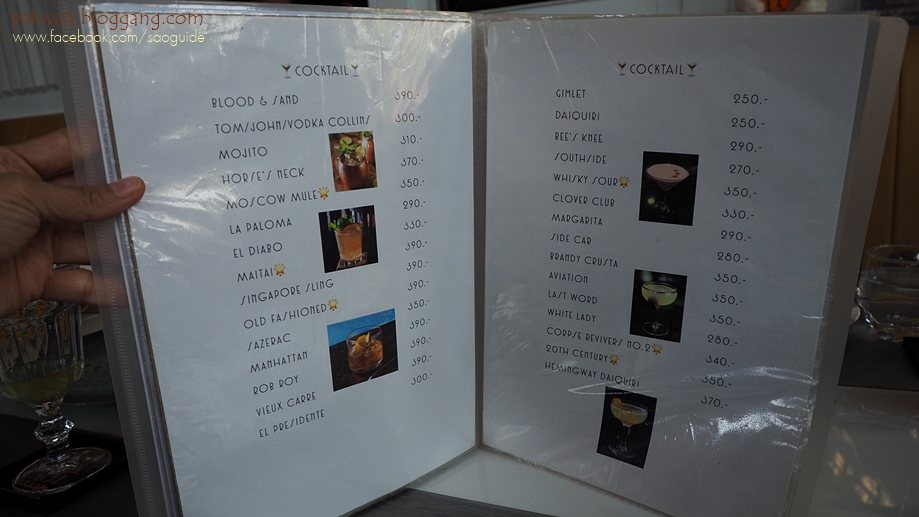 www.facebook.com/saoguide
COCKTAIL
BLOOD & SAND 390.-
TOM/JOHN/VODKA COLLINS 300.-
MOJITO 310.-
HORSE'S NECK 370.-
MOSCOW MULE 350.-
LA PALOMA 290.-
EL DIABO 330.-
MAITAI 390.-
SINGAPORE SLING 390.-
OLD FASHIONED 390.-
SAZERAC 350.-
MANHATTAN 390.-
ROB ROY 390.-
VIEUX CARRE 390.-
EL PRESIDENTE 300.-
COCKTAIL
GIMLET 250.-
DAIQUIRI 250.-
BEE'S KNEE 290.-
SOUTHSIDE 270.-
WHISKY SOUR 350.-
CLOVER CLUB 330.-
MARGARITA 290.-
SIDE CAR 280.-
BRANDY CRUSTA 350.-
AVIATION 350.-
LAST WORD 350.-
WHITE LADY 280.-
CORPSE REVIVERS NO.2 340.-
20TH CENTURY 350.-
HEMINGWAY DAIQUIRI 370.-